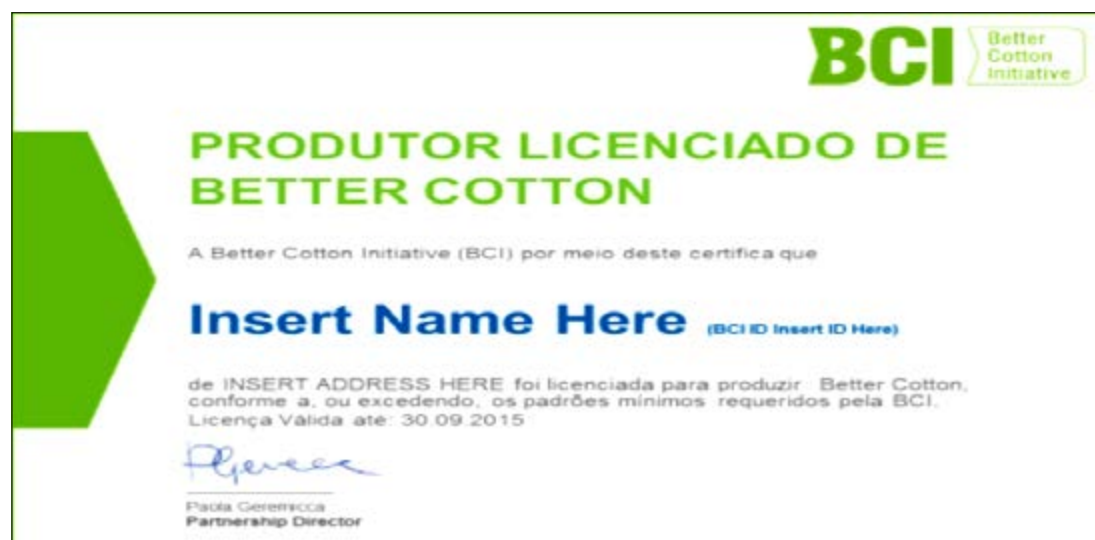 BCI Better
Cotton
Initiative
PRODUTOR LICENCIADO DE
BETTER COTTON
A Better Cotton Initiative (BCI) por meio deste certifica que
Insert Name Here (BCI ID Insert ID Here)
de INSERT ADDRESS HERE foi licenciada para produzir Better Cotton,
conforme a, ou excedendo, os padrões mínimos requeridos pela BCI.
Licença Válida até: 30.09.2015
Paola Geremicca
Partnership Director